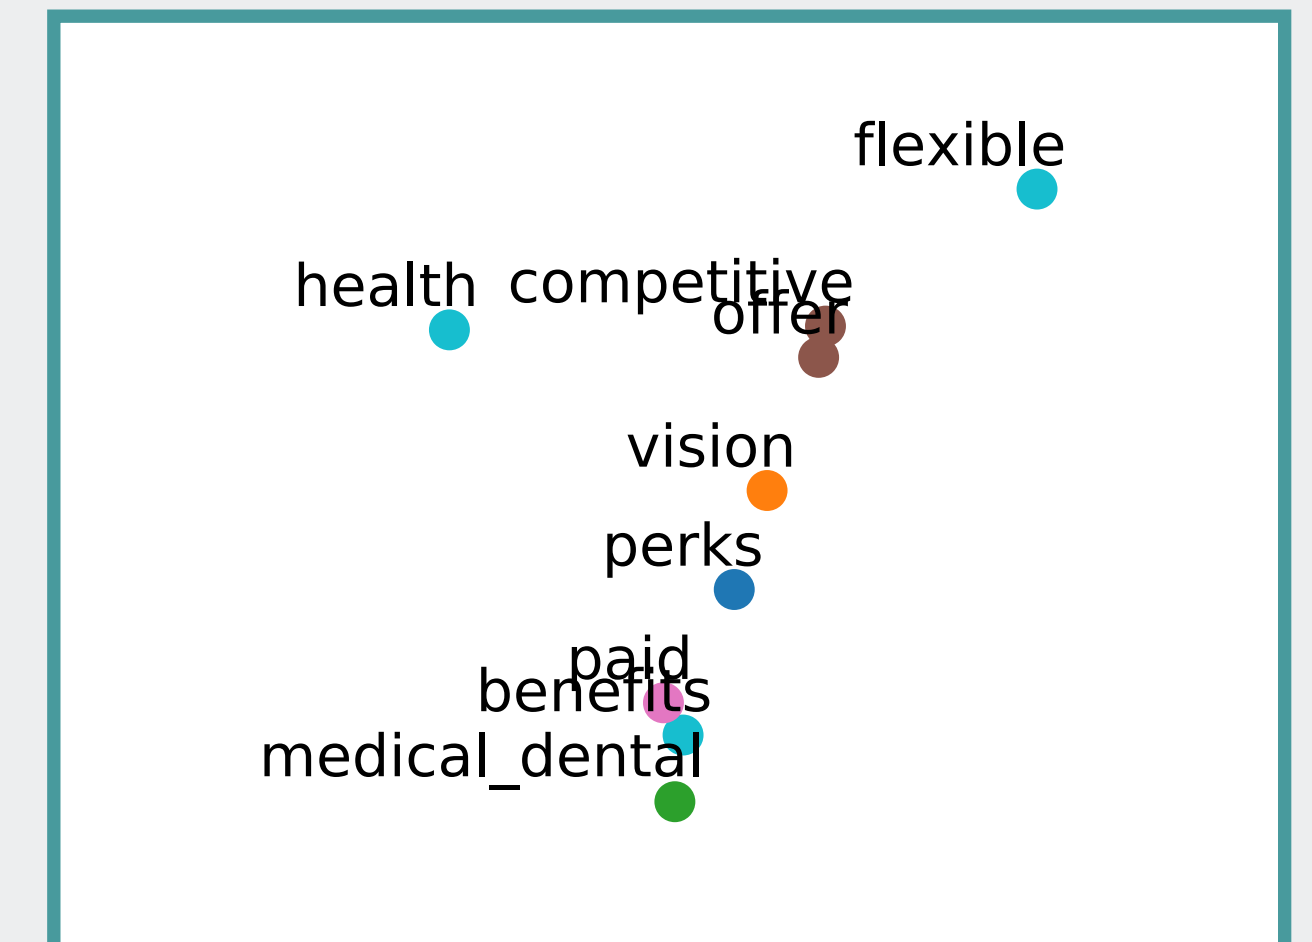 flexible
health
competitive
offer
vision
perks
paid
benefits
medical_dental